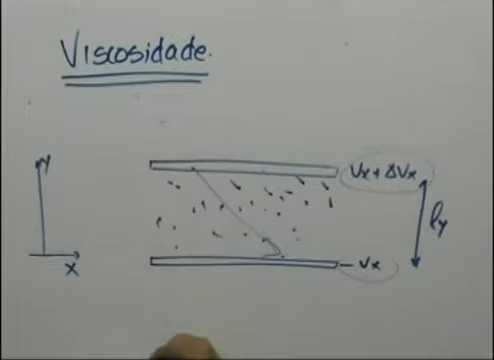 Viscosidade.
y
Vx + ΔVx
ly
x
Vx